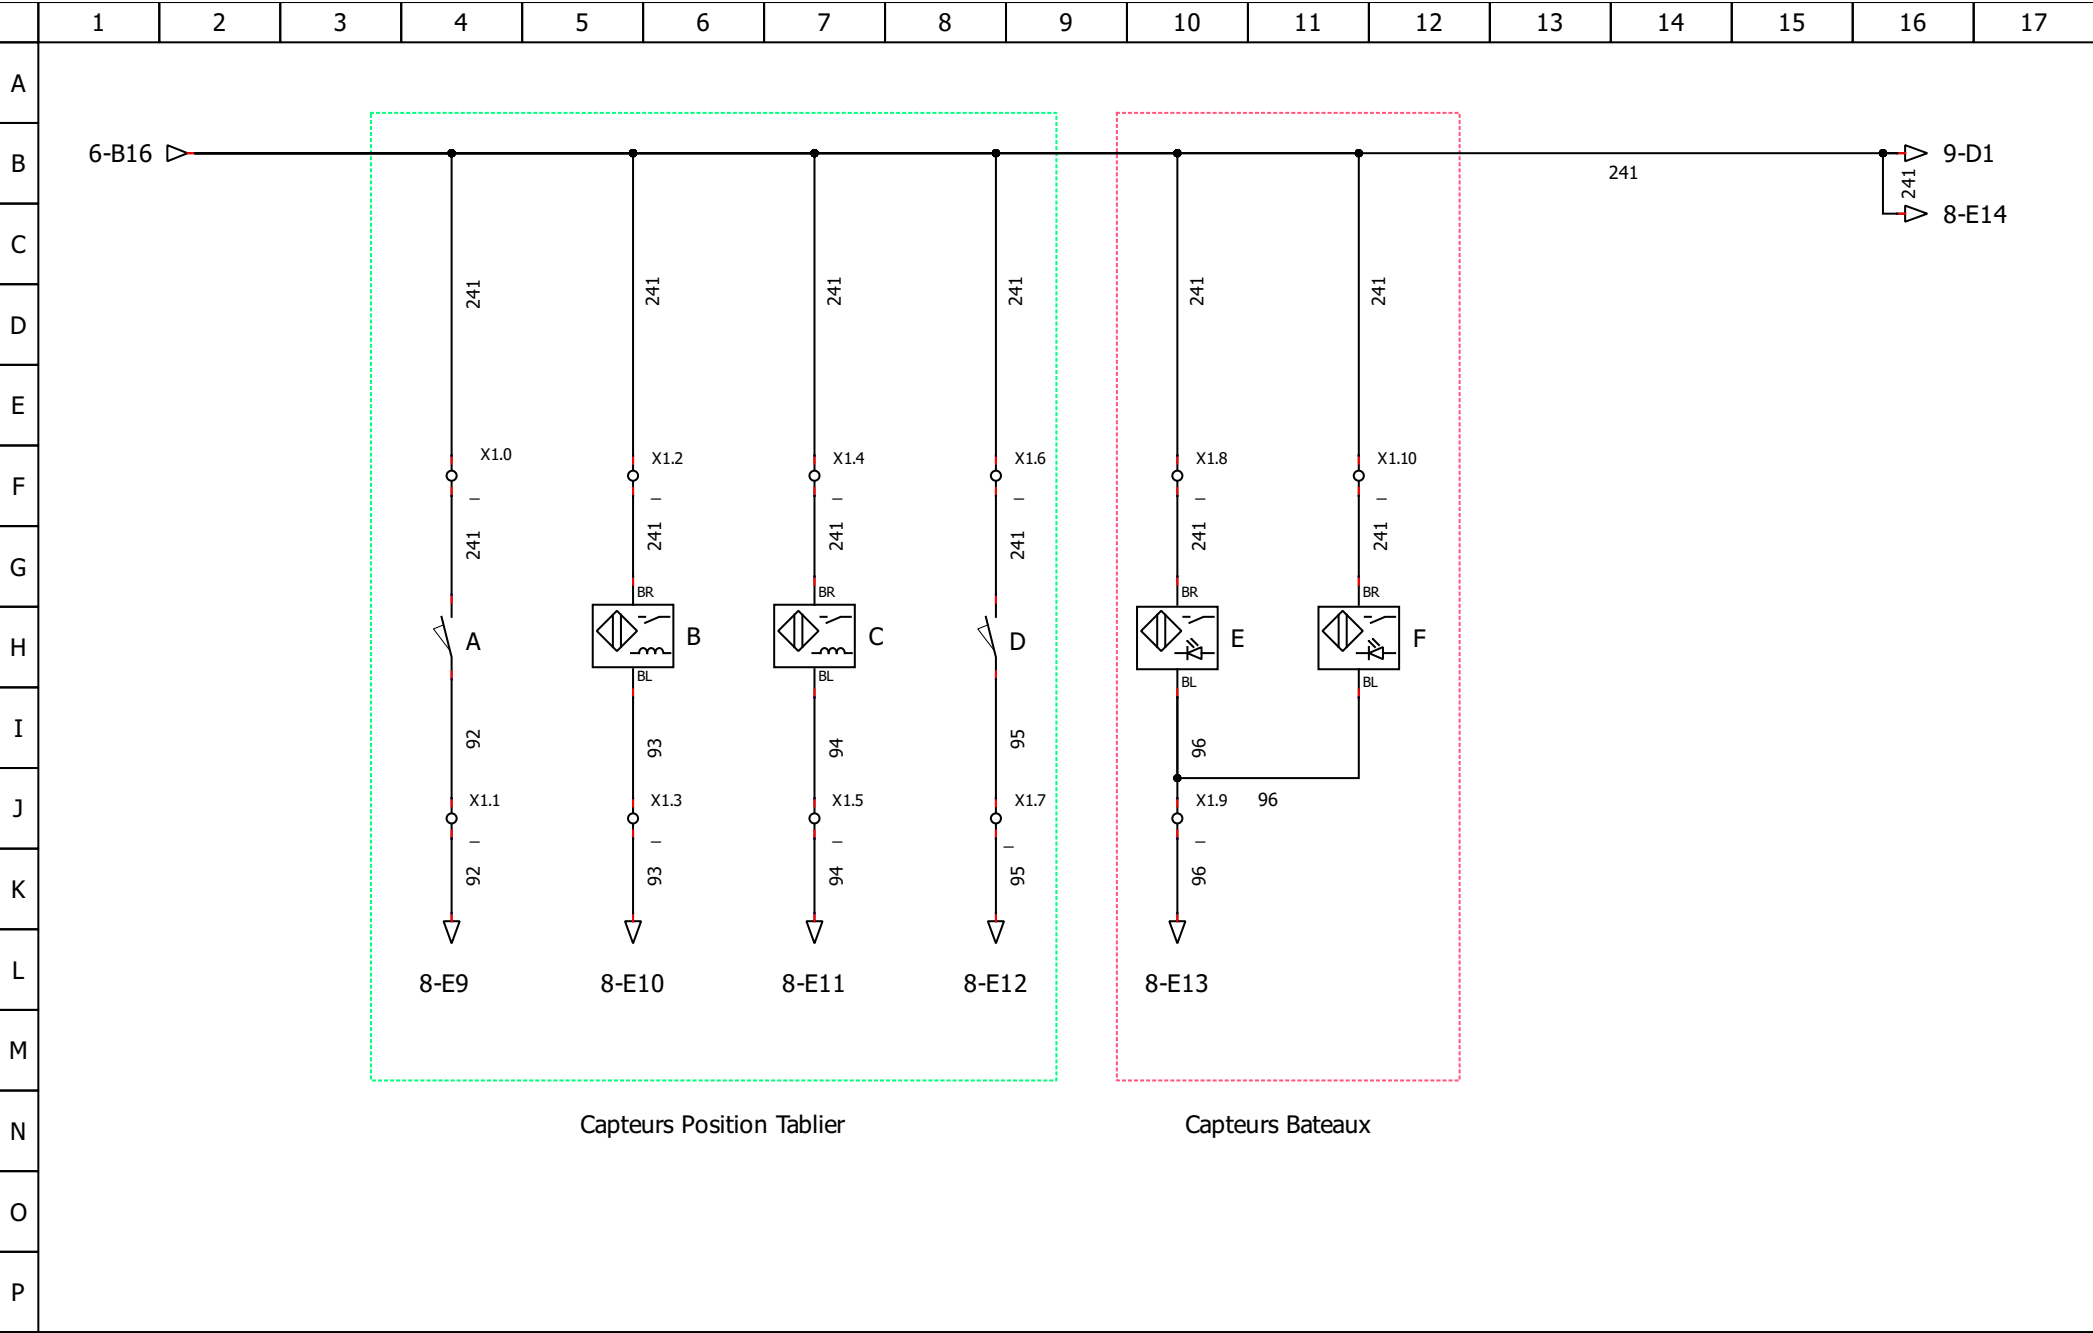 1 2 3 4 5 6 7 8 9 10 11 12 13 14 15 16 17
A
B
C
D
E
F
G
H
I
J
K
L
M
N
O
P
6-B16
241
241
9-D1
8-E14
241 241 241 241 241 241
X1.0 X1.2 X1.4 X1.6 X1.8 X1.10
_ _ _ _ _ _
241 241 241 241 241 241
BR BR BR BR
A B C D E F
BL BL BL BL
92 93 94 95 96
X1.1 X1.3 X1.5 X1.7 X1.9 96
_ _ _ _ _
92 93 94 95 96
8-E9 8-E10 8-E11 8-E12 8-E13
Capteurs Position Tablier
Capteurs Bateaux